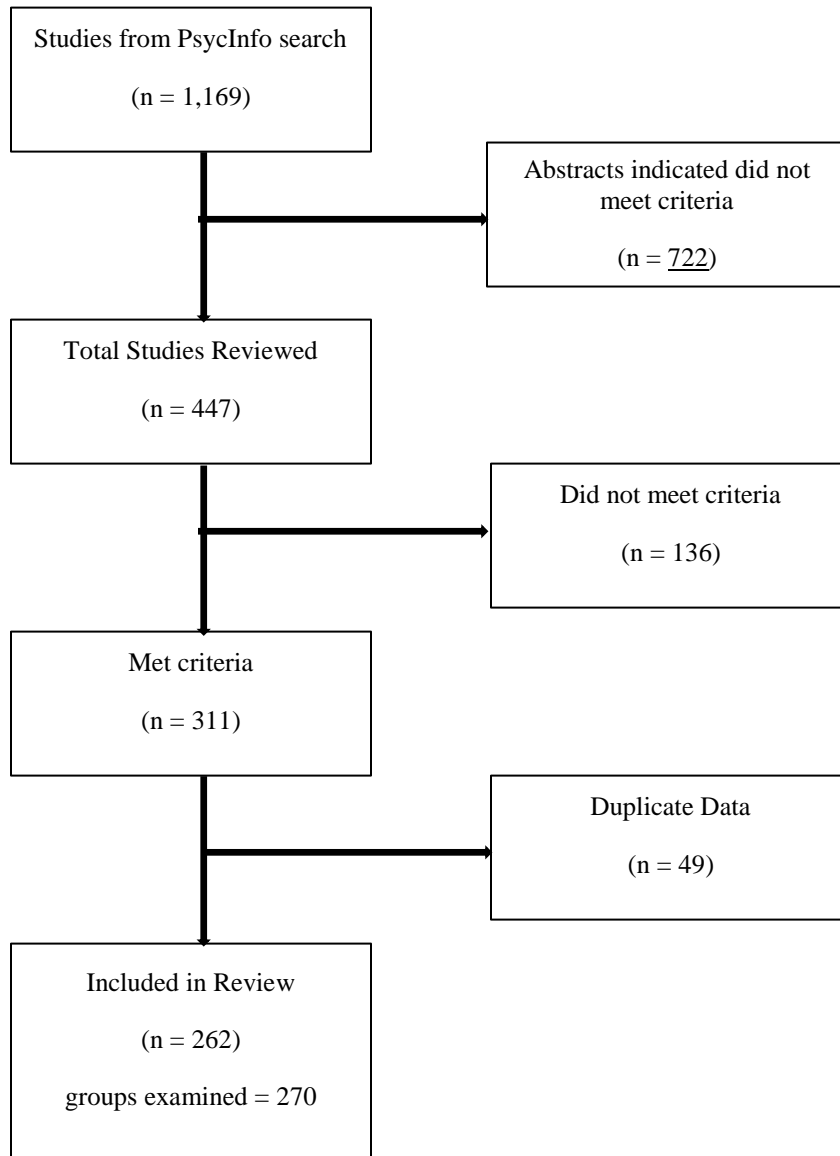 Studies from PsycInfo search
(n = 1,169)
Abstracts indicated did not
meet criteria
(n = 722)
Total Studies Reviewed
(n = 447)
Did not meet criteria
(n = 136)
Met criteria
(n = 311)
Duplicate Data
(n = 49)
Included in Review
(n = 262)
groups examined = 270